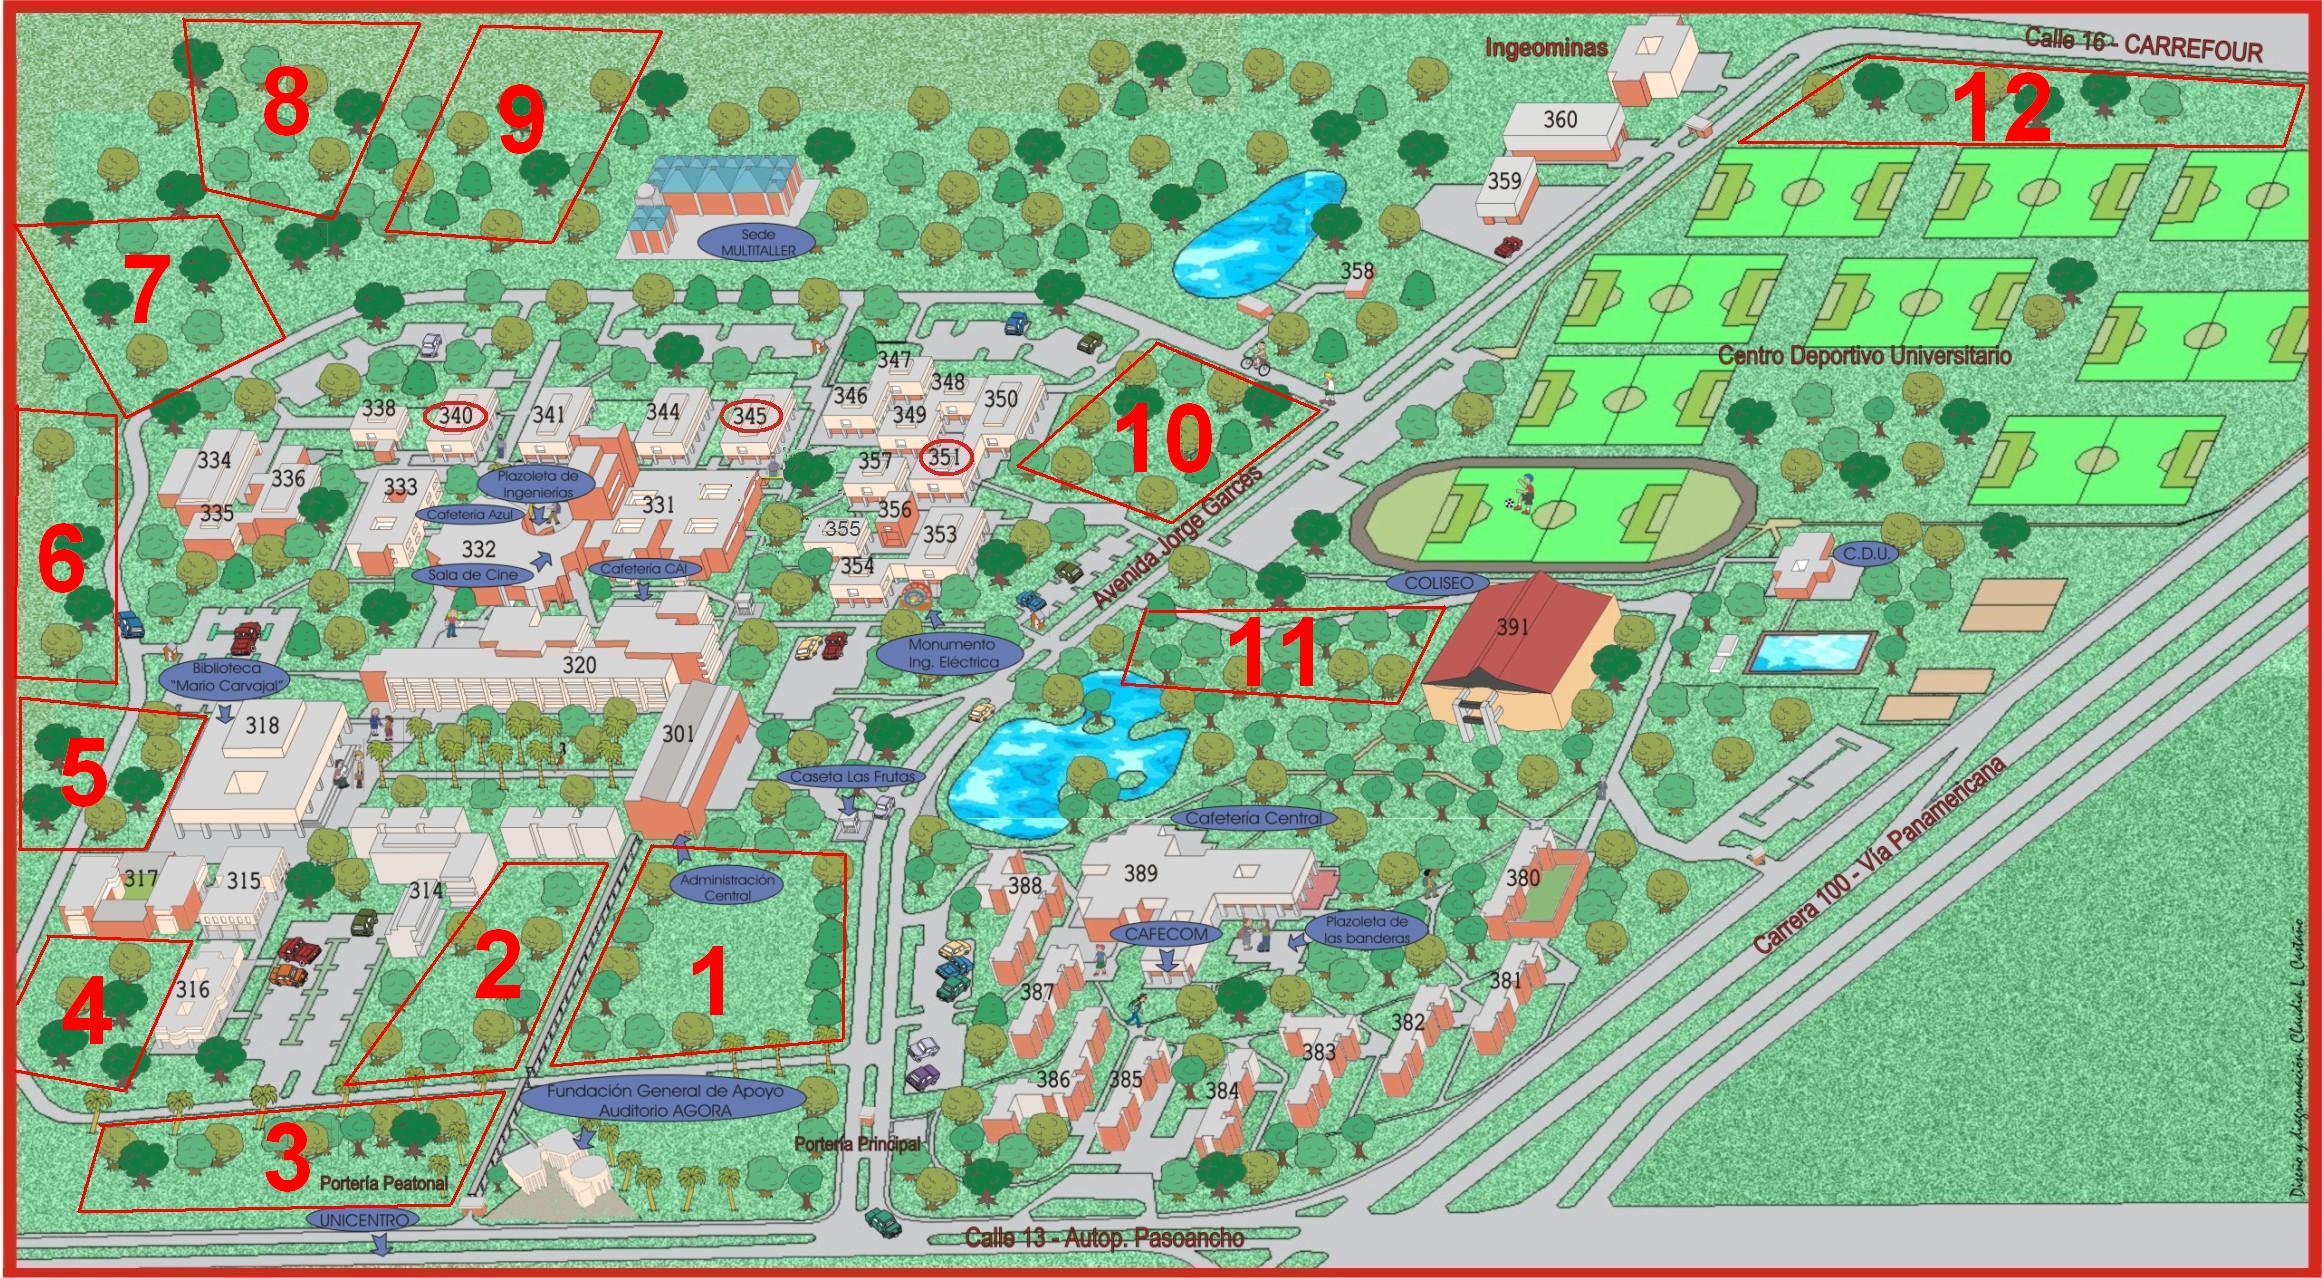 Calle 16 - CARREFOUR
Ingeominas
8
9
12
360
359
Sede
MULTITALLER
7
358
Centro Deportivo Universitario
347
346
348
349
350
338
340
341
344
345
10
351
357
334
336
335
333
Plazoleta de
Ingenierías
Cafetería Azul
331
332
356
355
353
354
Sala de Cine
Cafetería CAI
Avenida Jorge Garcés
6
COLISEO
C.D.U.
391
11
Monumento
Ing. Eléctrica
320
Biblioteca
"Mario Carvajal"
318
5
301
Caseta Las Frutas
Cafetería Central
Carrera 100 - Vía Panamericana
317
315
314
Administración
Central
388
389
380
CAFECOM
Plazoleta de
las banderas
2
1
4
316
387
381
382
383
386
385
384
Fundación General de Apoyo
Auditorio AGORA
3
Portería Peatonal
Portería Principal
UNICENTRO
Calle 13 - Autop. Pasoancho
Diseño y diagramación: Claudia L. Castaño